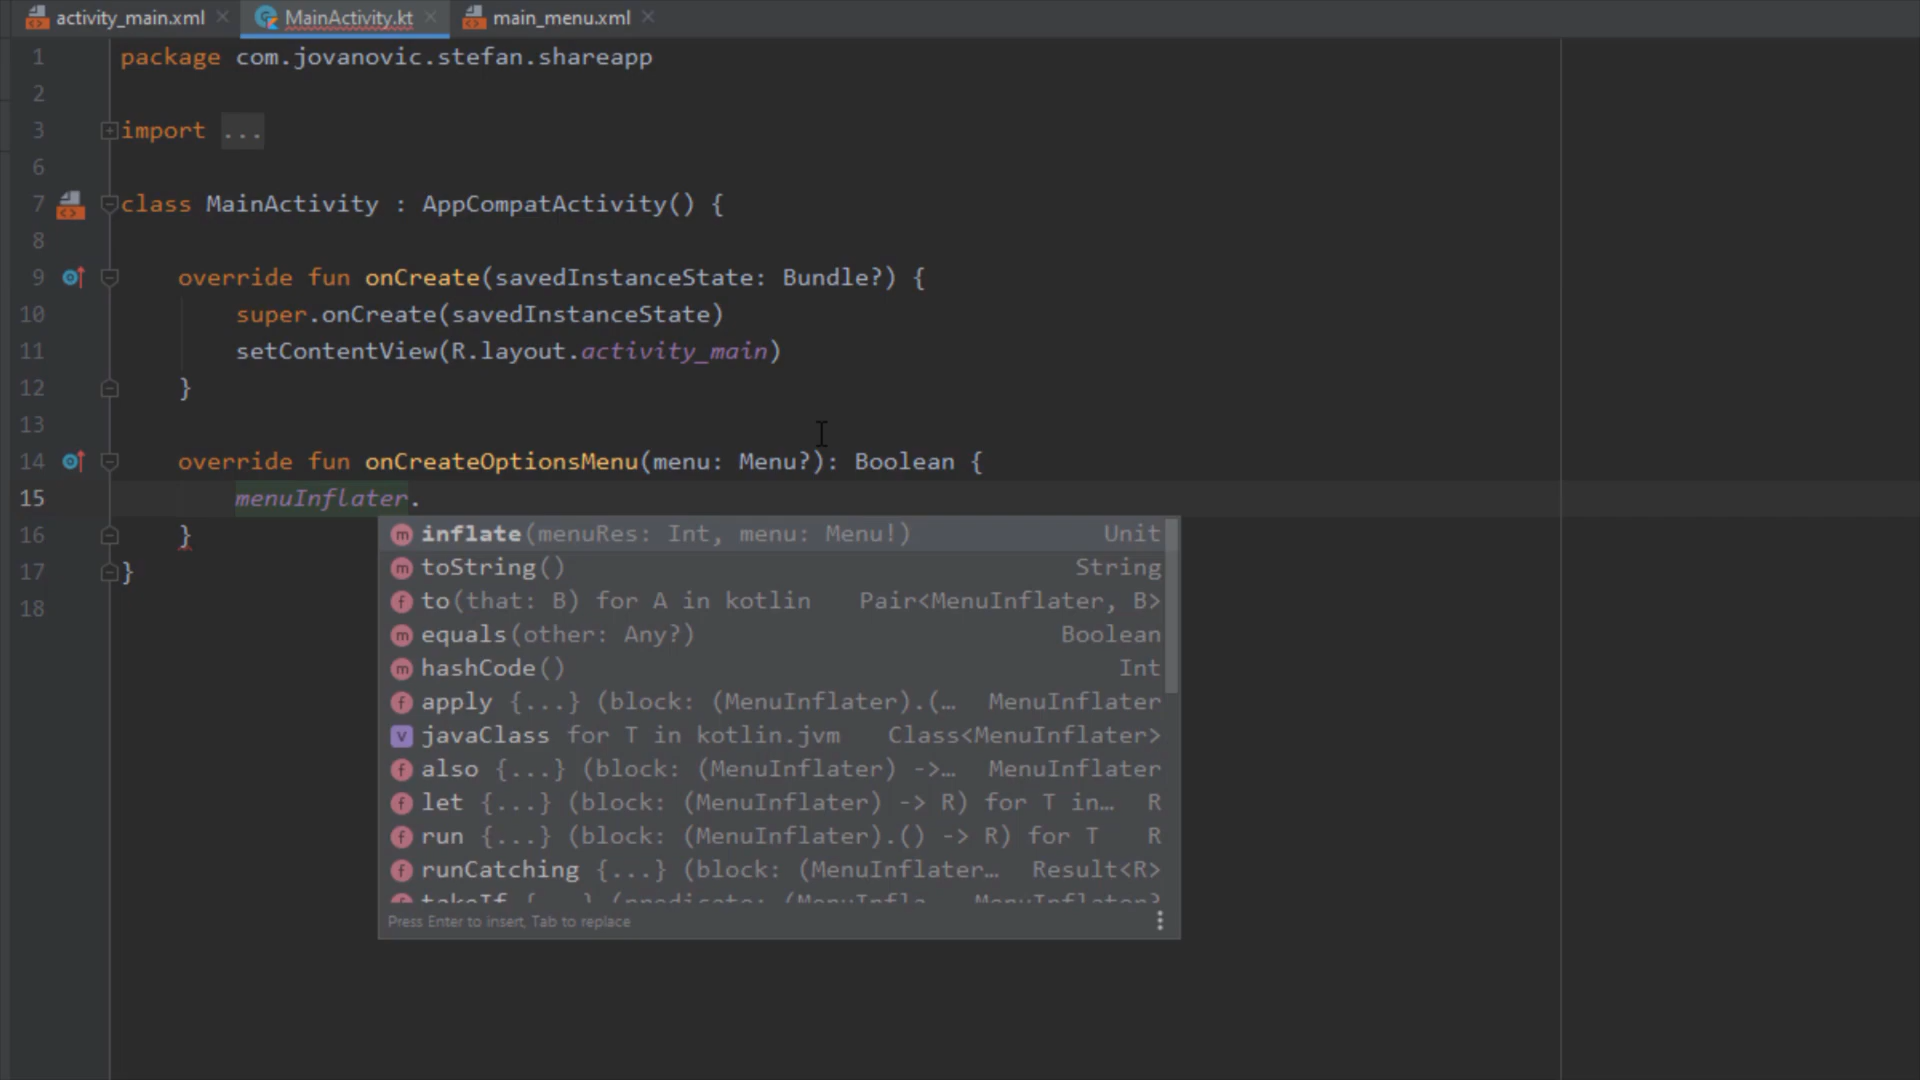 activity_main.xml MainActivity.kt main_menu.xml
1 package com.jovanovic.stefan.shareapp
2
3 import ...
6
7 class MainActivity : AppCompatActivity() {
8
9 override fun onCreate(savedInstanceState: Bundle?) {
10 super.onCreate(savedInstanceState)
11 setContentView(R.layout.activity_main)
12 }
13
14 override fun onCreateOptionsMenu(menu: Menu?): Boolean {
15 menuInflater.
16 }
17 }
18
m inflate(menuRes: Int, menu: Menu!) Unit
m toString() String
f to(that: B) for A in kotlin Pair<MenuInflater, B>
m equals(other: Any?) Boolean
m hashCode() Int
f apply {...} (block: (MenuInflater).(… MenuInflater
v javaClass for T in kotlin.jvm Class<MenuInflater>
f also {...} (block: (MenuInflater) ->… MenuInflater
f let {...} (block: (MenuInflater) -> R) for T in… R
f run {...} (block: (MenuInflater).() -> R) for T R
f runCatching {...} (block: (MenuInflater… Result<R>
f takeIf {...} (predicate: (MenuInfla… MenuInflater?
Press Enter to insert, Tab to replace